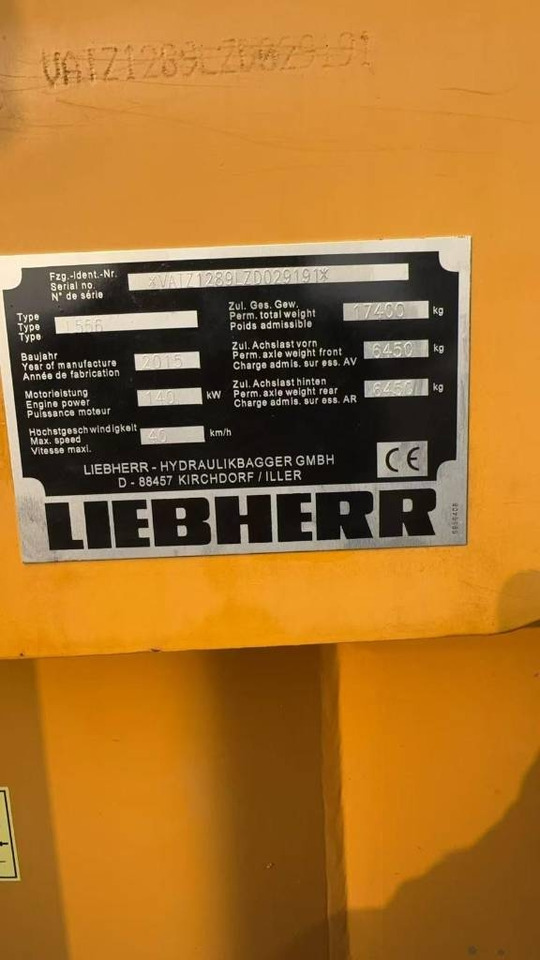 VATZ1289LZD029191
Fzg.-Ident.-Nr.
Serial no.
N° de série
*VATZ1289LZD029191*
Type
Type
Type
L566
Zul. Ges. Gew.
Perm. total weight
Poids admissible
17400 kg
Baujahr
Year of manufacture
Année de fabrication
2015
Zul. Achslast vorn
Perm. axle weight front
Charge admis. sur ess. AV
6450 kg
Motorleistung
Engine power
Puissance moteur
140 kW
Zul. Achslast hinten
Perm. axle weight rear
Charge admis. sur ess. AR
6450 kg
Höchstgeschwindigkeit
Max. speed
Vitesse maxi.
40 km/h
LIEBHERR - HYDRAULIKBAGGER GMBH
D - 88457 KIRCHDORF / ILLER
CE
LIEBHERR